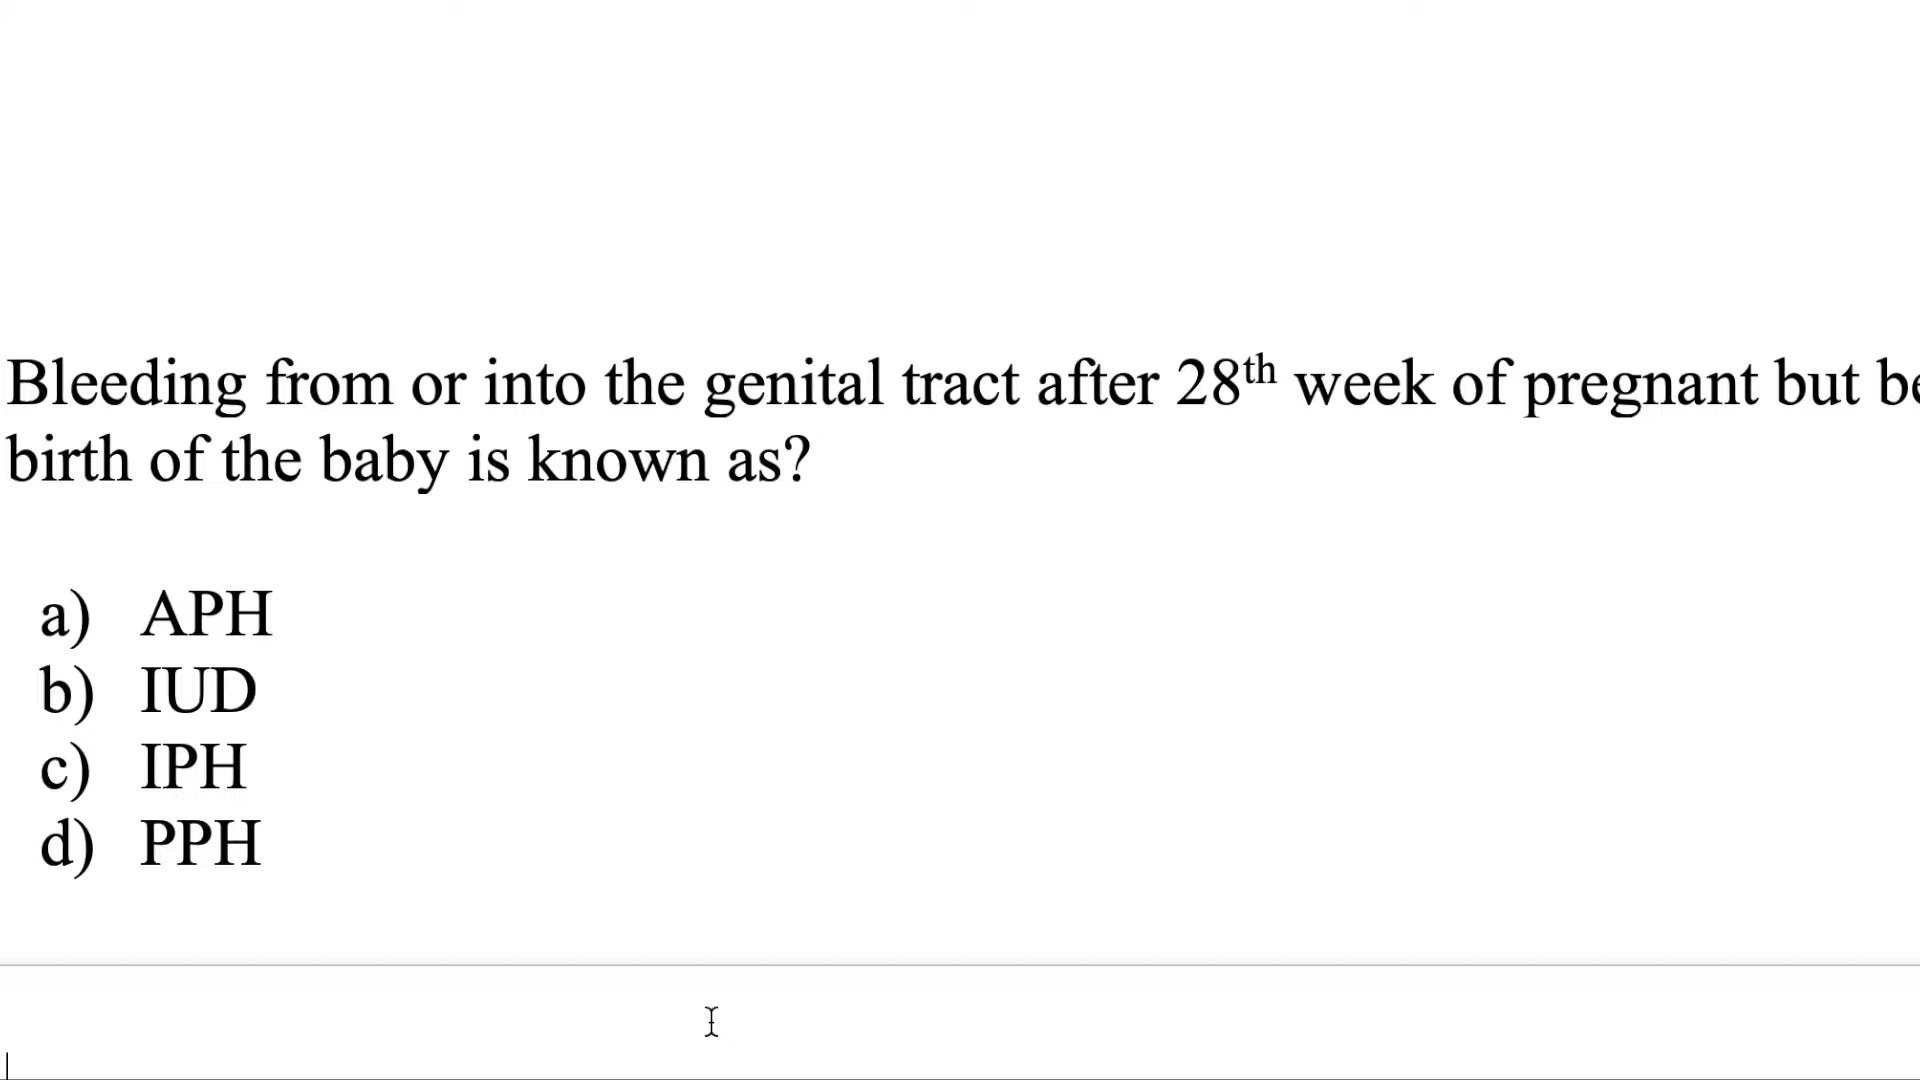 Bleeding from or into the genital tract after 28th week of pregnant but
birth of the baby is known as?
a) APH
b) IUD
c) IPH
d) PPH